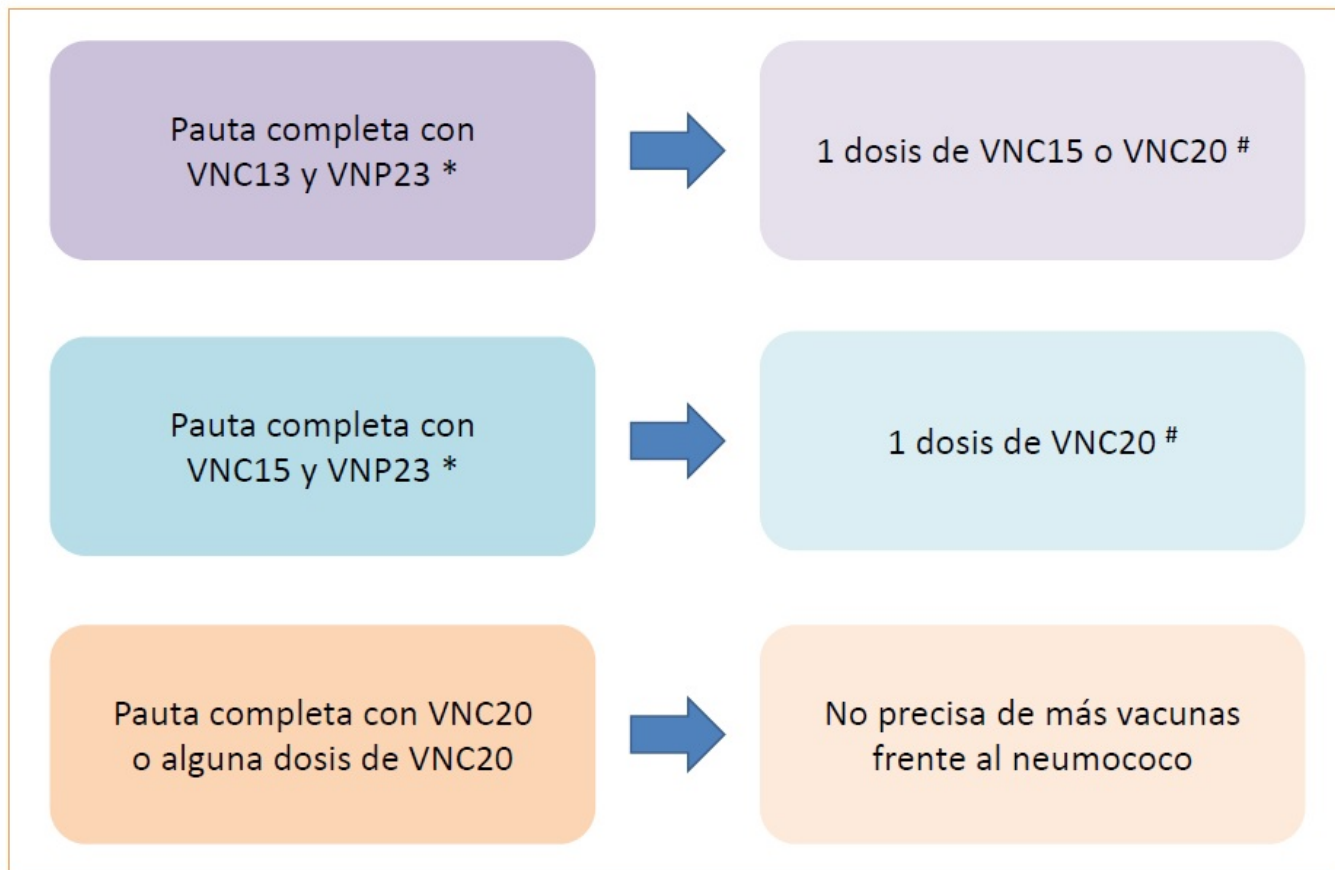 Pauta completa con
VNC13 y VNP23 *
1 dosis de VNC15 o VNC20 #
Pauta completa con
VNC15 y VNP23 *
1 dosis de VNC20 #
Pauta completa con VNC20
o alguna dosis de VNC20
No precisa de más vacunas
frente al neumococo